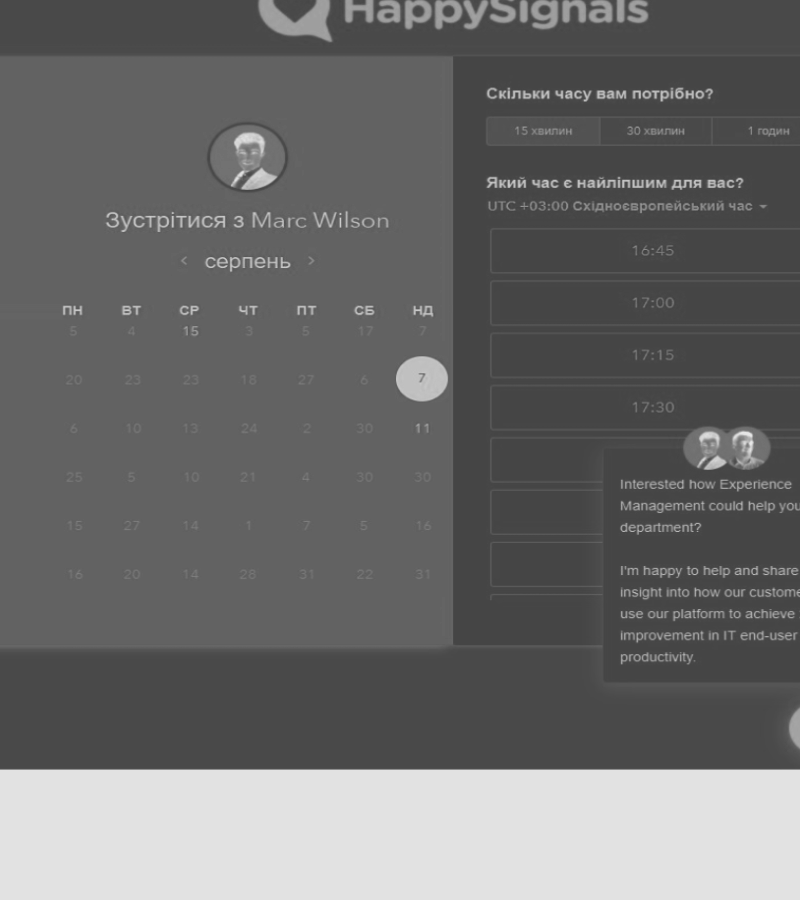 HappySignals
Зустрітися з Marc Wilson
серпень
ПН ВТ СР ЧТ ПТ СБ НД
5 4 15 3 5 17 7
20 23 23 18 27 6 7
6 10 13 24 2 30 11
25 5 10 21 4 30 30
15 27 14 1 7 5 16
16 20 14 28 31 22 31
Скільки часу вам потрібно?
15 хвилин 30 хвилин 1 годин
Який час є найліпшим для вас?
UTC +03:00 Східноєвропейський час
16:45
17:00
17:15
17:30
Interested how Experience
Management could help you
department?
I'm happy to help and share
insight into how our custome
use our platform to achieve
improvement in IT end-user
productivity.